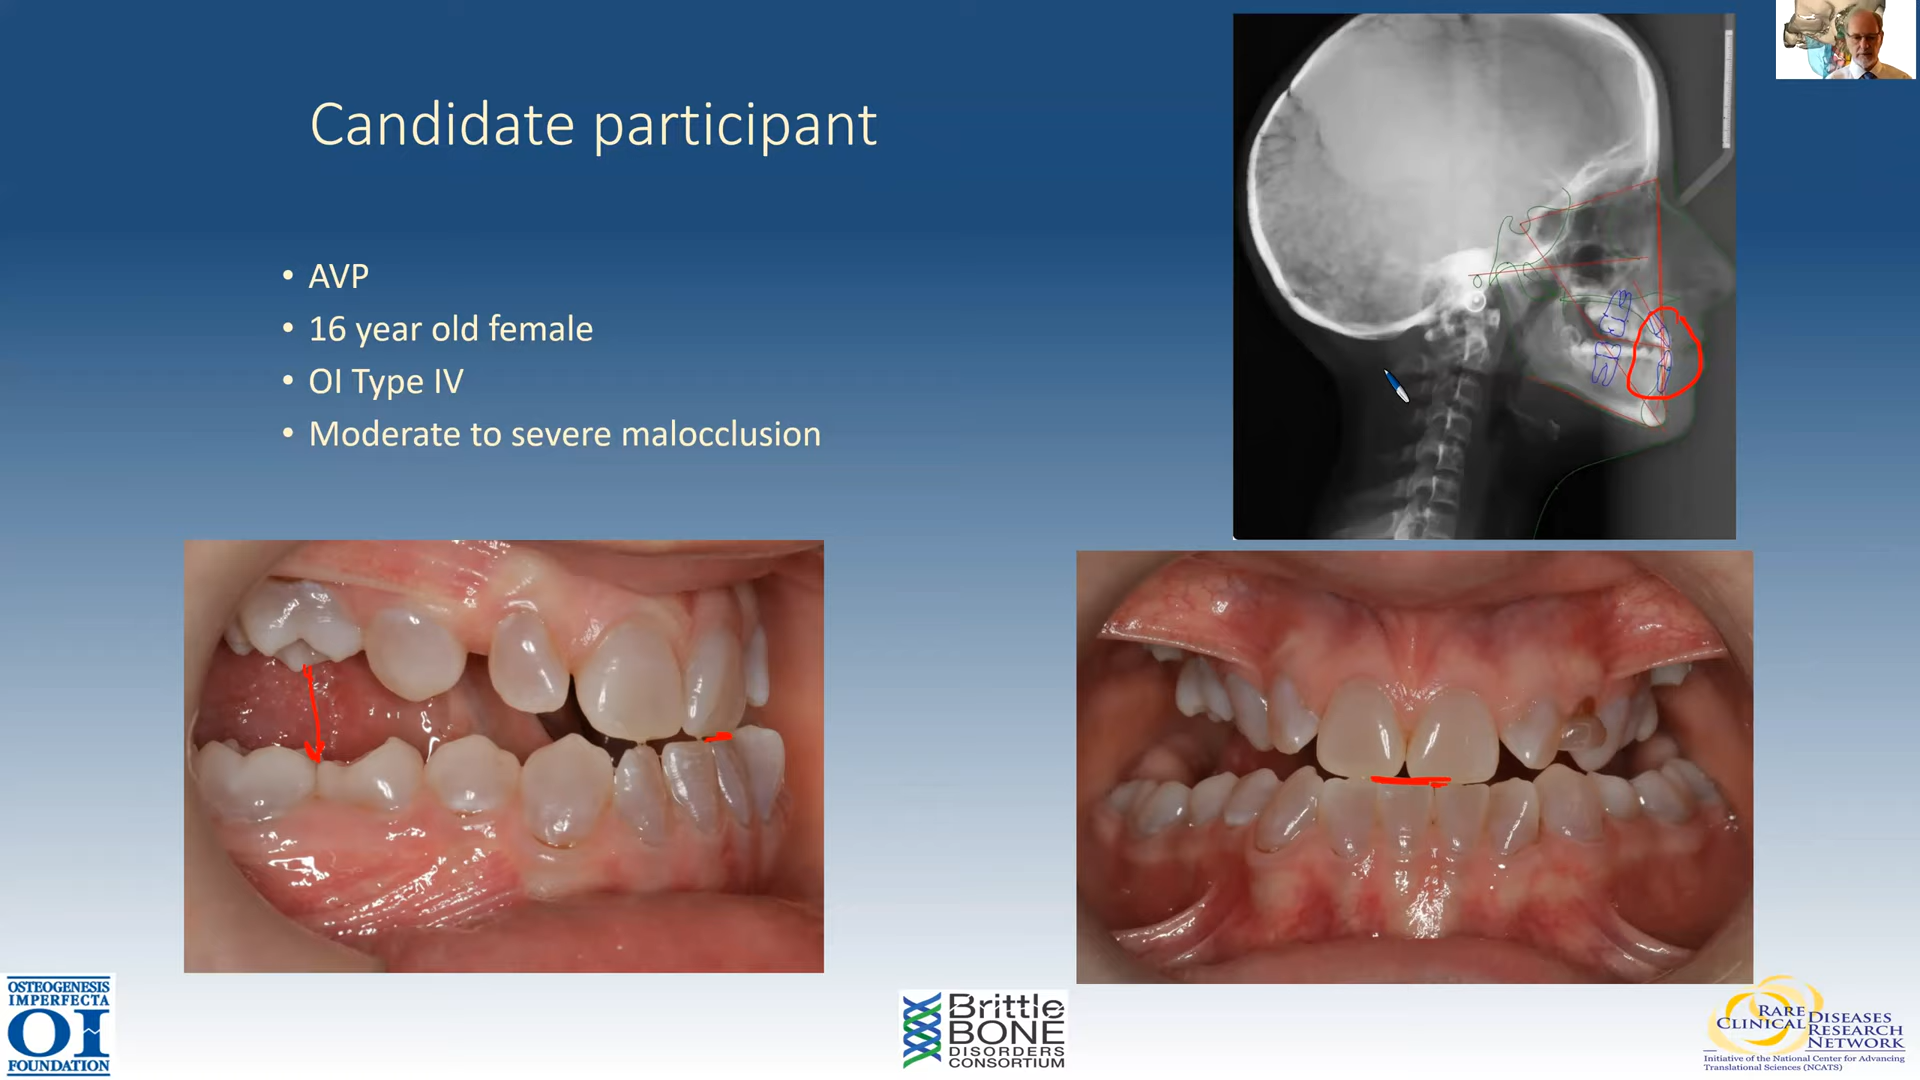 Candidate participant
• AVP
• 16 year old female
• OI Type IV
• Moderate to severe malocclusion
OSTEOGENESIS
IMPERFECTA
OI
FOUNDATION
Brittle
BONE
DISORDERS
CONSORTIUM
RARE DISEASES
CLINICAL RESEARCH
NETWORK
Initiative of the National Center for Advancing
Translational Sciences (NCATS)